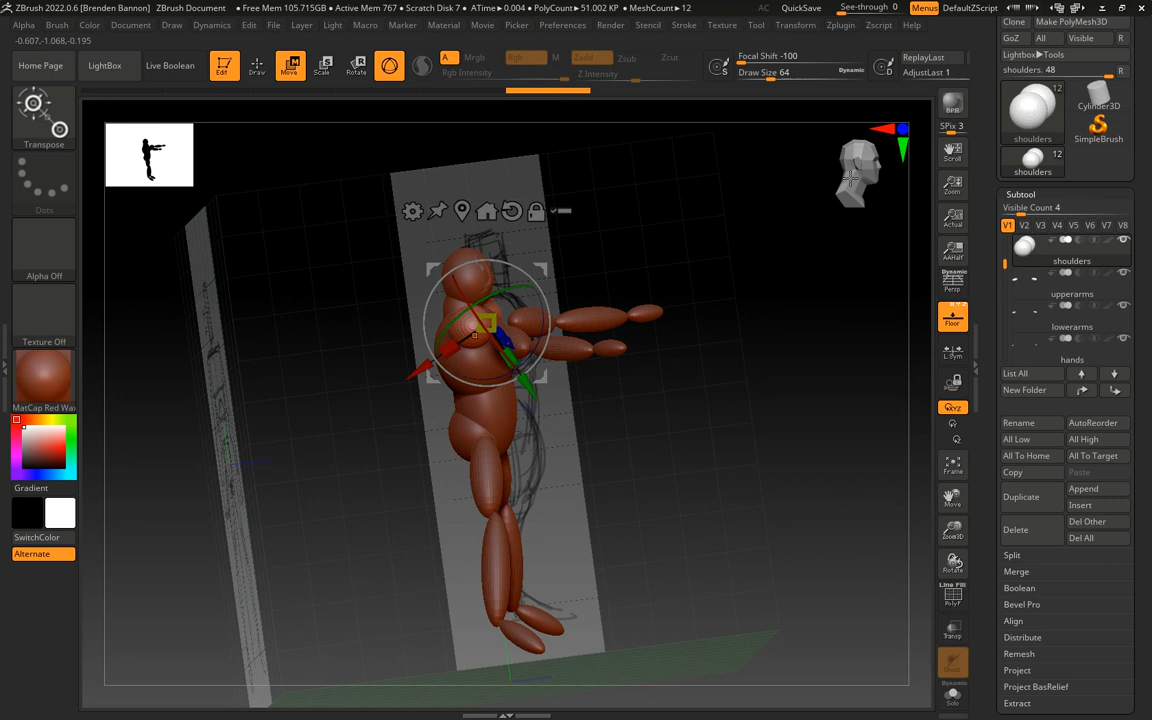 ZBrush 2022.0.6 [Brenden Bannon] ZBrush Document • Free Mem 105.715GB • Active Mem 767 • Scratch Disk 7 • ATime▸0.004 • PolyCount▸51.002 KP • MeshCount▸12 AC QuickSave See-through 0 Menus DefaultZScript
Alpha Brush Color Document Draw Dynamics Edit File Layer Light Macro Marker Material Movie Picker Preferences Render Stencil Stroke Texture Tool Transform Zplugin Zscript Help
-0.607,-1.068,-0.195
Home Page
LightBox
Live Boolean
Edit
Draw
Move
Scale
Rotate
A Mrgb
Rgb M Zadd Zsub Zcut
Rgb Intensity
Z Intensity
S
Focal Shift -100
Draw Size 64
Dynamic
D
ReplayLast
AdjustLast 1
Transpose
Dots
Alpha Off
Texture Off
MatCap Red Wax
Gradient
SwitchColor
Alternate
BPR
SPix 3
Scroll
Zoom
Actual
AAHalf
Dynamic
Persp
Floor
L.Sym
XYZ
Frame
Move
Zoom3D
Rotate
Line Fill
PolyF
Transp
Ghost
Dynamic
Solo
Clone Make PolyMesh3D
GoZ All Visible R
Lightbox▸Tools
shoulders. 48 R
12
shoulders
Cylinder3D
SimpleBrush
12
shoulders
Subtool
Visible Count 4
V1 V2 V3 V4 V5 V6 V7 V8
shoulders
upperarms
lowerarms
hands
List All
New Folder
Rename AutoReorder
All Low All High
All To Home All To Target
Copy Paste
Duplicate Append
Insert
Delete Del Other
Del All
Split
Merge
Boolean
Bevel Pro
Align
Distribute
Remesh
Project
Project BasRelief
Extract